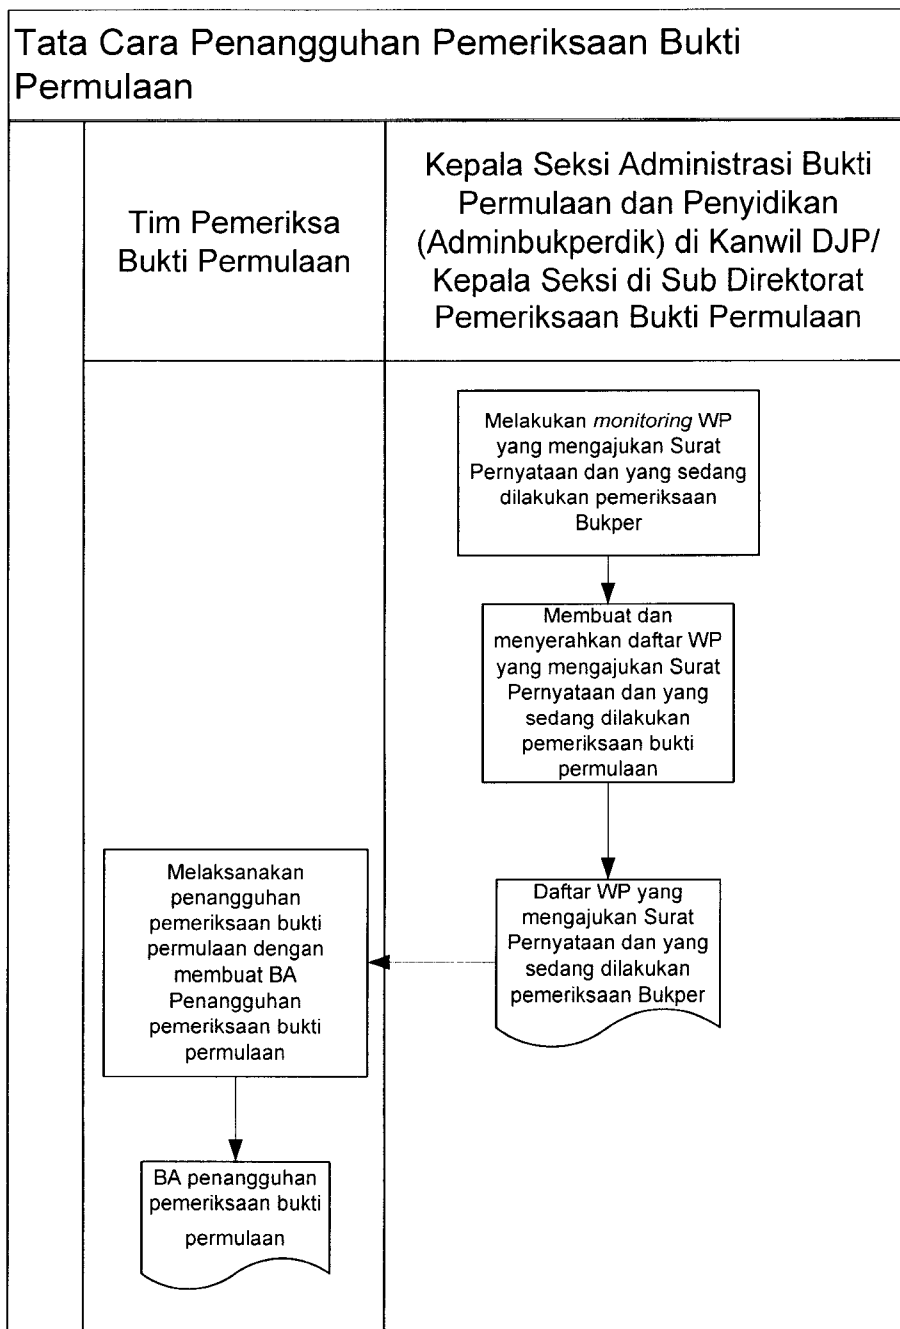 Tata Cara Penangguhan Pemeriksaan Bukti
Permulaan
Tim Pemeriksa
Bukti Permulaan
Kepala Seksi Administrasi Bukti
Permulaan dan Penyidikan
(Adminbukperdik) di Kanwil DJP/
Kepala Seksi di Sub Direktorat
Pemeriksaan Bukti Permulaan
Melakukan monitoring WP
yang mengajukan Surat
Pernyataan dan yang sedang
dilakukan pemeriksaan
Bukper
Membuat dan
menyerahkan daftar WP
yang mengajukan Surat
Pernyataan dan yang
sedang dilakukan
pemeriksaan bukti
permulaan
Daftar WP yang
mengajukan Surat
Pernyataan dan yang
sedang dilakukan
pemeriksaan Bukper
Melaksanakan
penangguhan
pemeriksaan bukti
permulaan dengan
membuat BA
Penangguhan
pemeriksaan bukti
permulaan
BA penangguhan
pemeriksaan bukti
permulaan